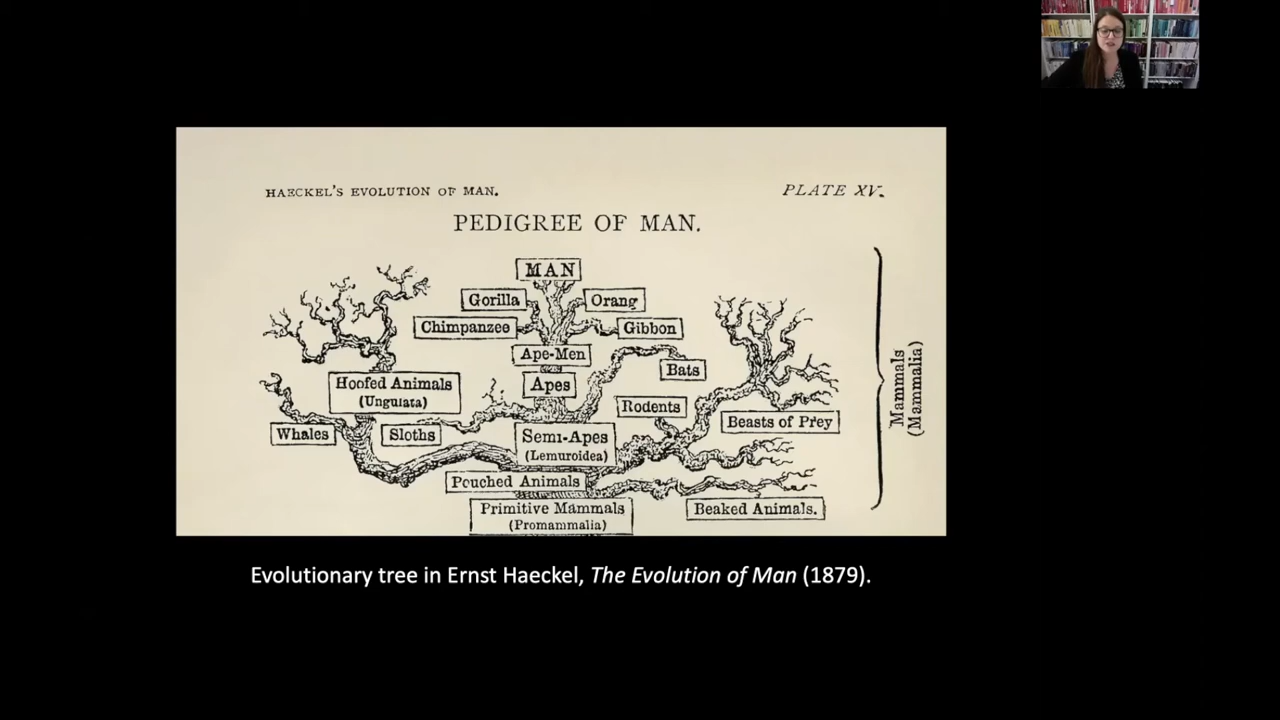 HAECKEL'S EVOLUTION OF MAN.
PLATE XV.
PEDIGREE OF MAN.
MAN
Gorilla
Orang
Chimpanzee
Gibbon
Ape-Men
Bats
Apes
Hoofed Animals
(Ungulata)
Rodents
Beasts of Prey
Whales
Sloths
Semi-Apes
(Lemuroidea)
Pouched Animals
Primitive Mammals
(Promammalia)
Beaked Animals.
Mammals
(Mammalia)
Evolutionary tree in Ernst Haeckel, The Evolution of Man (1879).